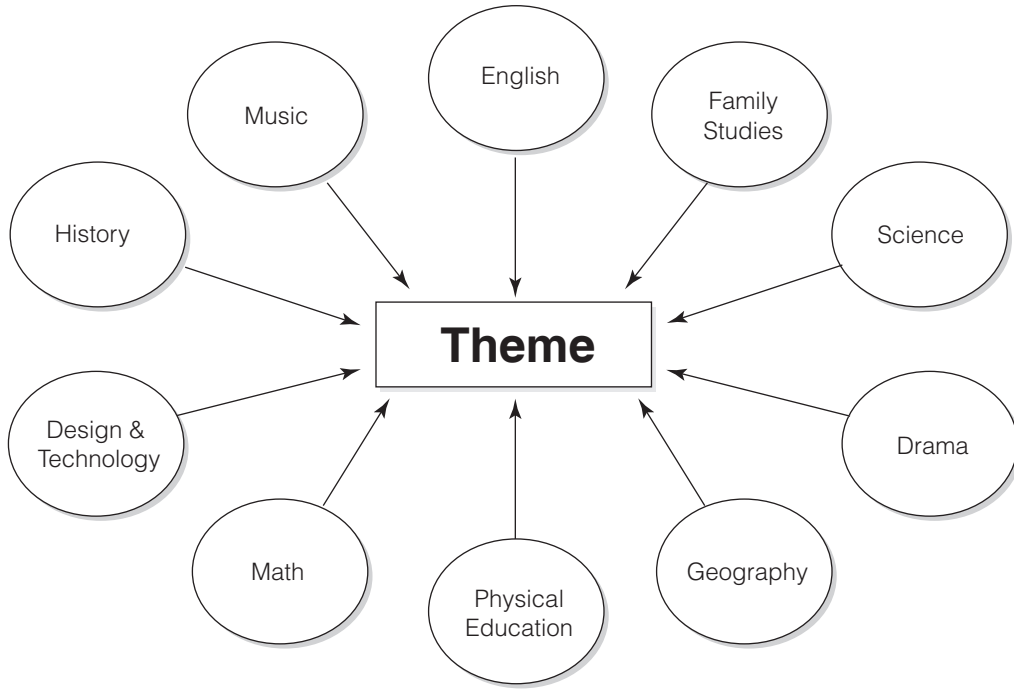 English
Music
Family
Studies
History
Science
Theme
Design &
Technology
Drama
Math
Geography
Physical
Education